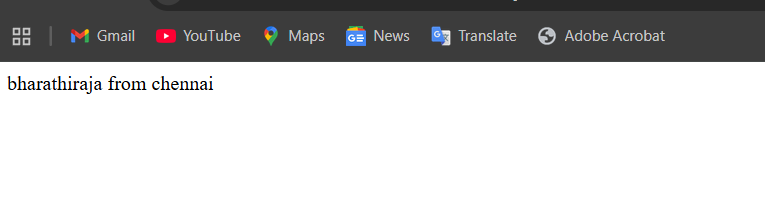 Gmail YouTube Maps News Translate Adobe Acrobat
bharathiraja from chennai